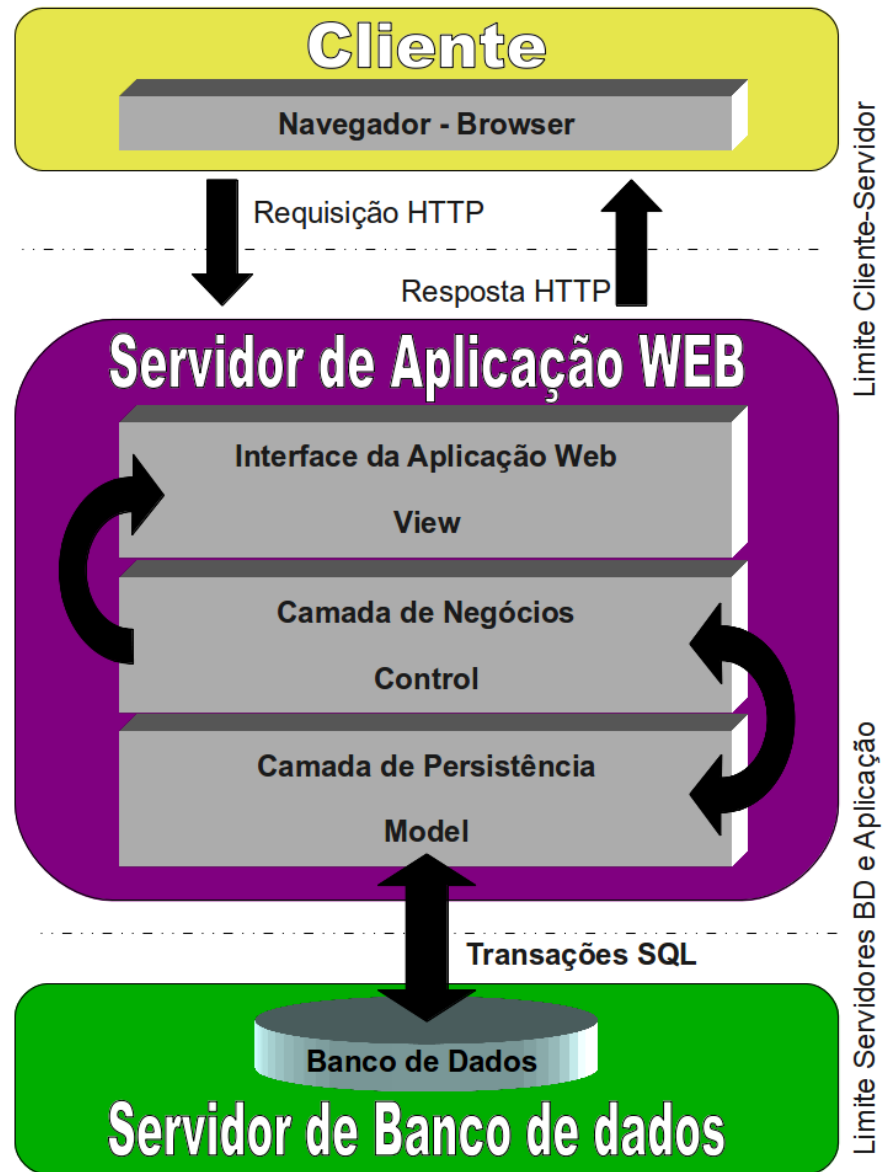 Cliente
Navegador - Browser
Requisição HTTP
Resposta HTTP
Limite Cliente-Servidor
Servidor de Aplicação WEB
Interface da Aplicação Web
View
Camada de Negócios
Control
Camada de Persistência
Model
Transações SQL
Limite Servidores BD e Aplicação
Banco de Dados
Servidor de Banco de dados